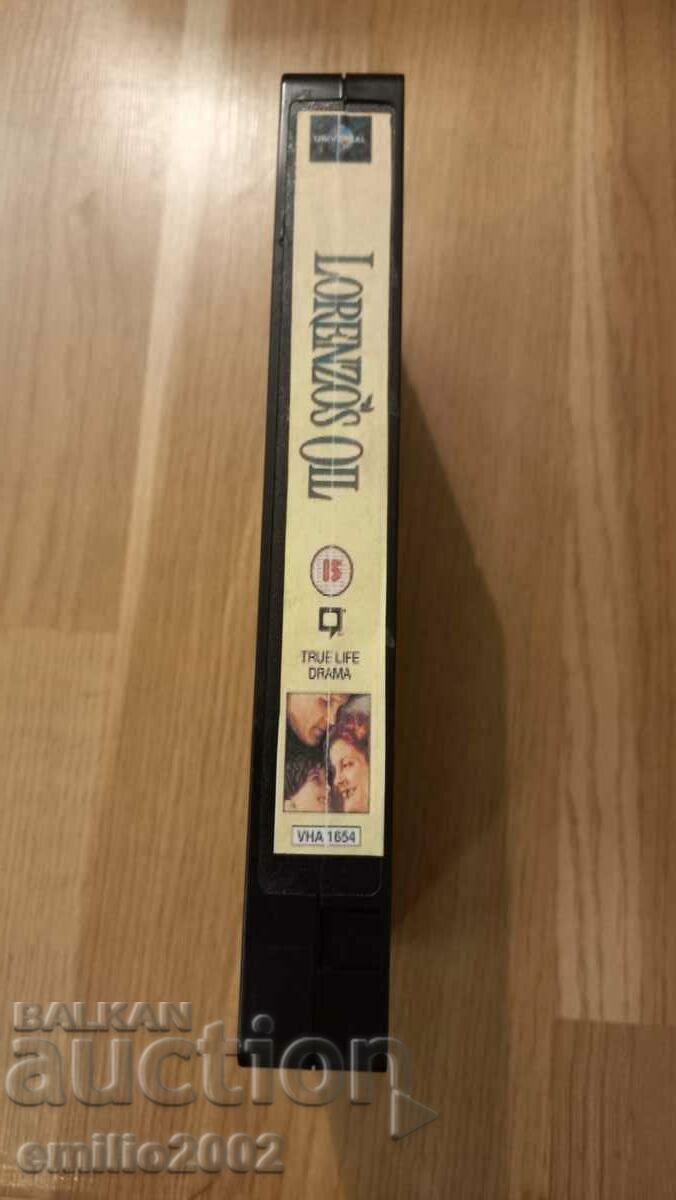 UNIVERSAL
LORENZO'S OIL
15
TRUE LIFE
DRAMA
VHA 1654
BALKAN
auction
emilio2002